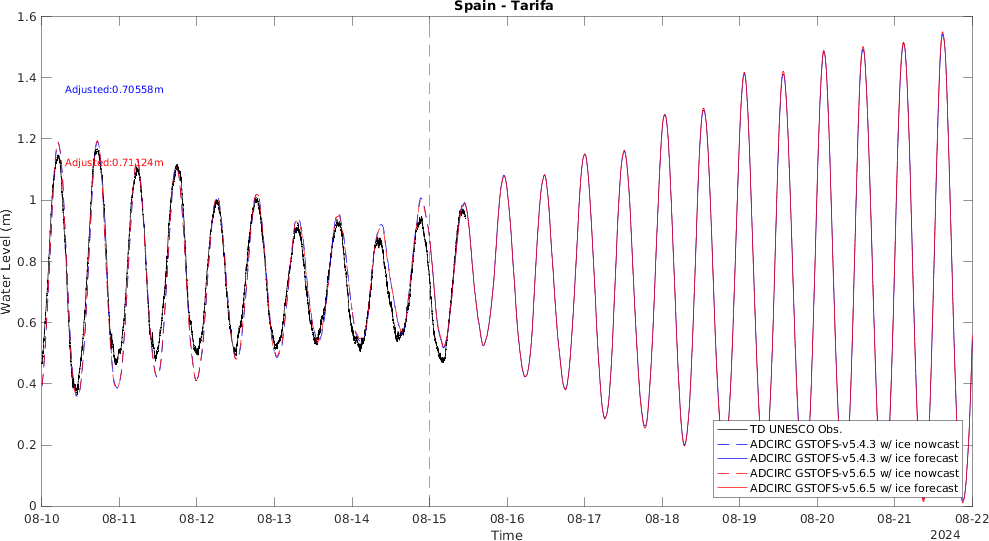 Spain - Tarifa
Water Level (m)
1.6
1.4
1.2
1
0.8
0.6
0.4
0.2
0
Adjusted:0.70558m
Adjusted:0.71124m
TD UNESCO Obs.
ADCIRC GSTOFS-v5.4.3 w/ ice nowcast
ADCIRC GSTOFS-v5.4.3 w/ ice forecast
ADCIRC GSTOFS-v5.6.5 w/ ice nowcast
ADCIRC GSTOFS-v5.6.5 w/ ice forecast
08-10 08-11 08-12 08-13 08-14 08-15 08-16 08-17 08-18 08-19 08-20 08-21 08-22
Time
2024